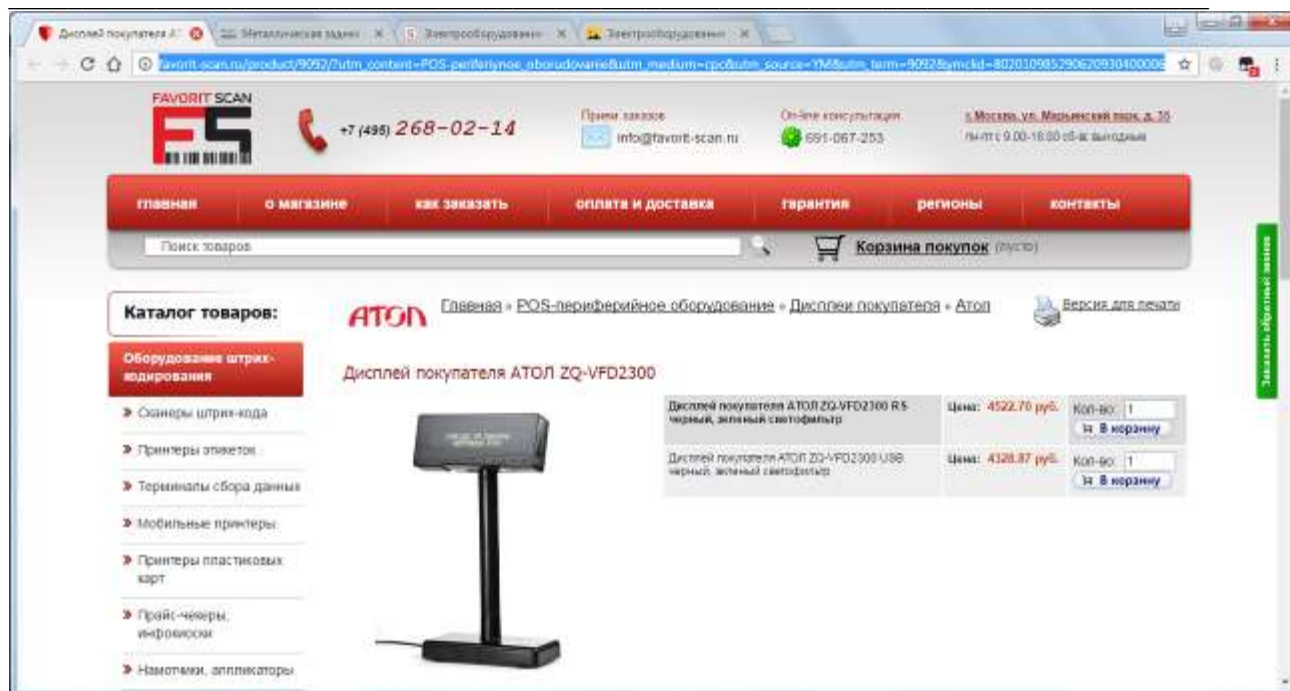 Дисплей покупателя А
Металлическая задняя
Электрооборудование
Электрооборудование
favorit-scan.ru/product/9092/?utm_content=POS-periferiynoe_oborudovanie&utm_medium=cpc&utm_source=YM&utm_term=9092&ymclid=802010985290620930400006
FAVORIT SCAN
FS
+7 (495) 268-02-14
Прием заказов
info@favorit-scan.ru
On-line консультации
691-067-253
г. Москва, ул. Марьинский парк, д. 35
пн-пт с 9.00-18.00 сб-вс выходные
главная
о магазине
как заказать
оплата и доставка
гарантия
регионы
контакты
Поиск товаров
Корзина покупок (пусто)
Заказать обратный звонок
Каталог товаров:
АТОЛ
Главная » POS-периферийное оборудование » Дисплеи покупателя » Атол
Версия для печати
Оборудование штрих-
кодирования
Сканеры штрих-кода
Принтеры этикеток
Терминалы сбора данных
Мобильные принтеры
Принтеры пластиковых
карт
Прайс-чекеры,
инфокиоски
Намотчики, аппликаторы
Дисплей покупателя АТОЛ ZQ-VFD2300
Дисплей покупателя АТОЛ ZQ-VFD2300 RS
черный, зеленый светофильтр
Цена: 4522.70 руб.
Кол-во: 1
В корзину
Дисплей покупателя АТОЛ ZQ-VFD2300 USB
черный, зеленый светофильтр
Цена: 4328.87 руб.
Кол-во: 1
В корзину